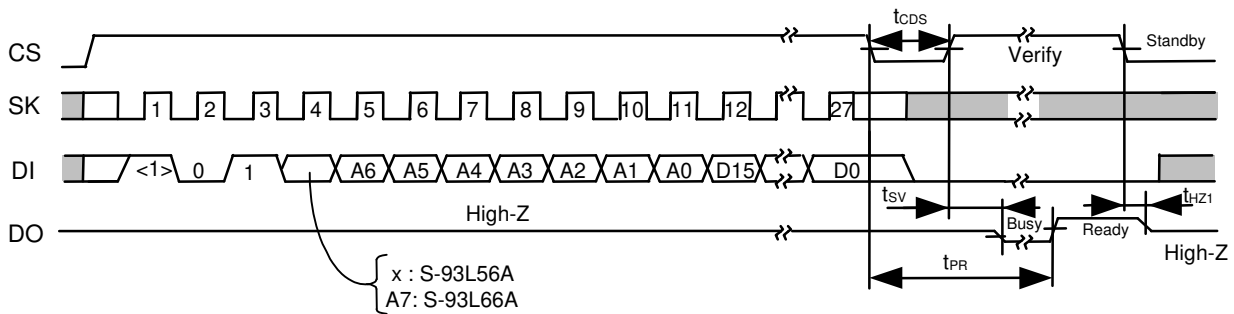 tCDS
CS Verify Standby
SK 1 2 3 4 5 6 7 8 9 10 11 12 27
DI <1> 0 1 A6 A5 A4 A3 A2 A1 A0 D15 D0
tSV tHZ1
High-Z Busy Ready
DO High-Z
tPR
x : S-93L56A
A7: S-93L66A